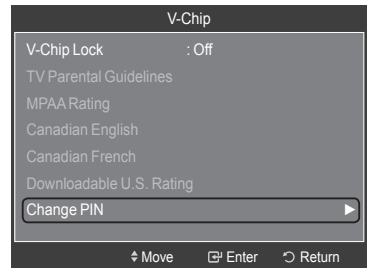 V-Chip
V-Chip Lock : Off
TV Parental Guidelines
MPAA Rating
Canadian English
Canadian French
Downloadable U.S. Rating
Change PIN
Move Enter Return